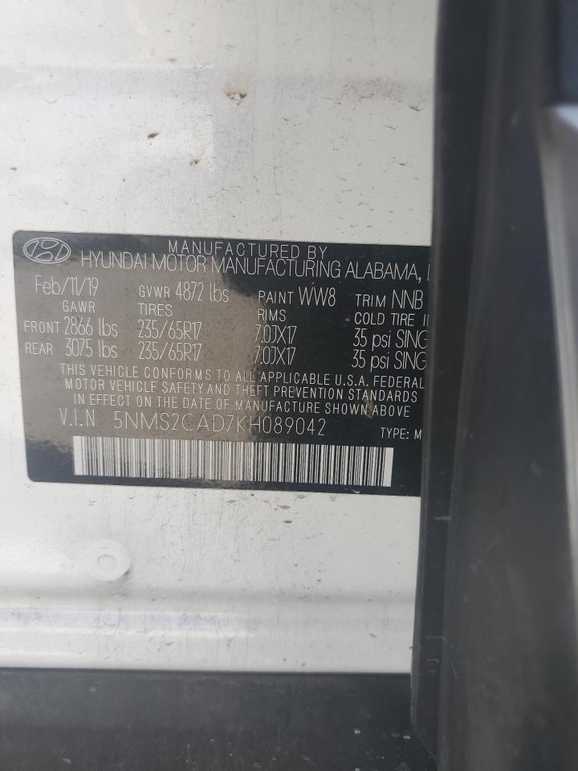 MANUFACTURED BY
HYUNDAI MOTOR MANUFACTURING ALABAMA,
Feb/11/19 GVWR 4872 lbs PAINT WW8 TRIM NNB
GAWR TIRES RIMS COLD TIRE
FRONT 2866 lbs 235/65R17 7.0JX17 35 psi SING
REAR 3075 lbs 235/65R17 7.0JX17 35 psi SING
THIS VEHICLE CONFORMS TO ALL APPLICABLE U.S.A. FEDERAL
MOTOR VEHICLE SAFETY AND THEFT PREVENTION STANDARDS
IN EFFECT ON THE DATE OF MANUFACTURE SHOWN ABOVE
V.I.N 5NMS2CAD7KH089042
TYPE: M